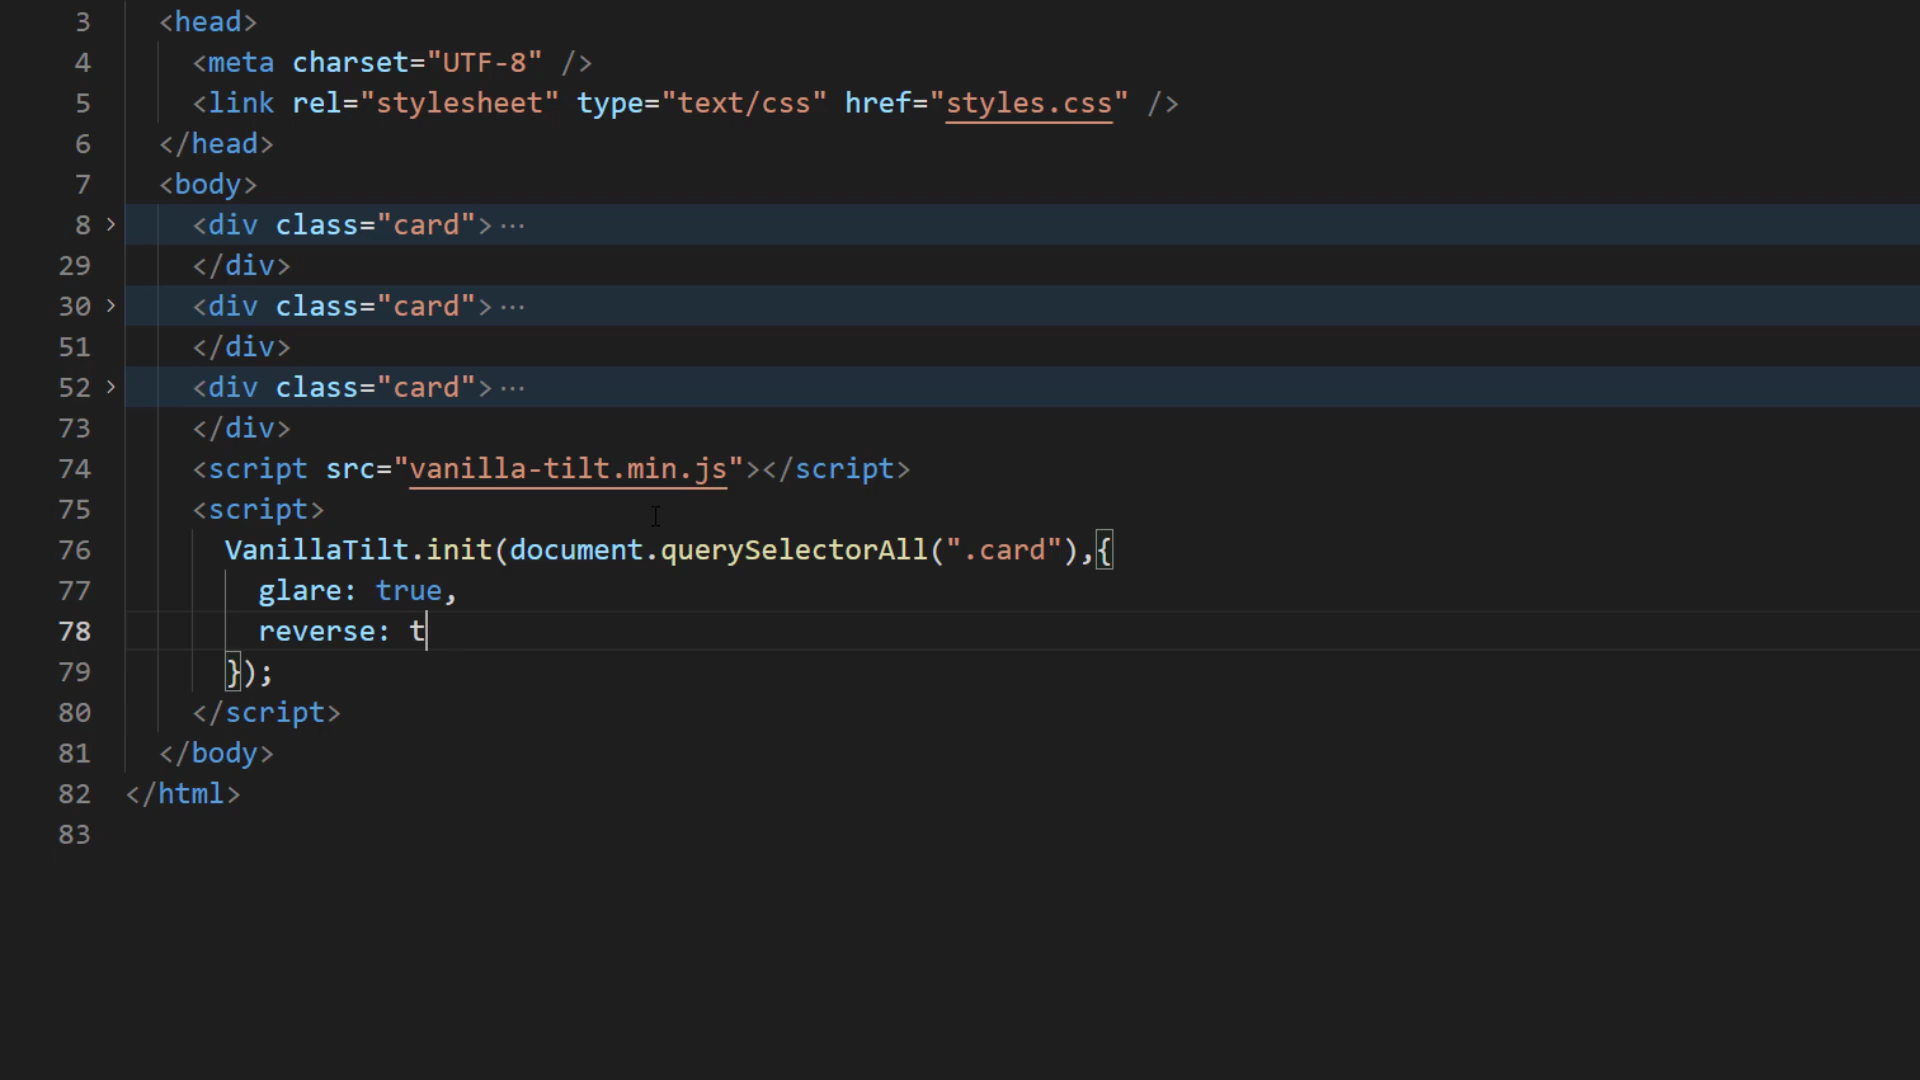 3 <head>
4 <meta charset="UTF-8" />
5 <link rel="stylesheet" type="text/css" href="styles.css" />
6 </head>
7 <body>
8 > <div class="card"> ···
29 </div>
30 > <div class="card"> ···
51 </div>
52 > <div class="card"> ···
73 </div>
74 <script src="vanilla-tilt.min.js"></script>
75 <script>
76 VanillaTilt.init(document.querySelectorAll(".card"),{
77 glare: true,
78 reverse: t
79 });
80 </script>
81 </body>
82 </html>
83